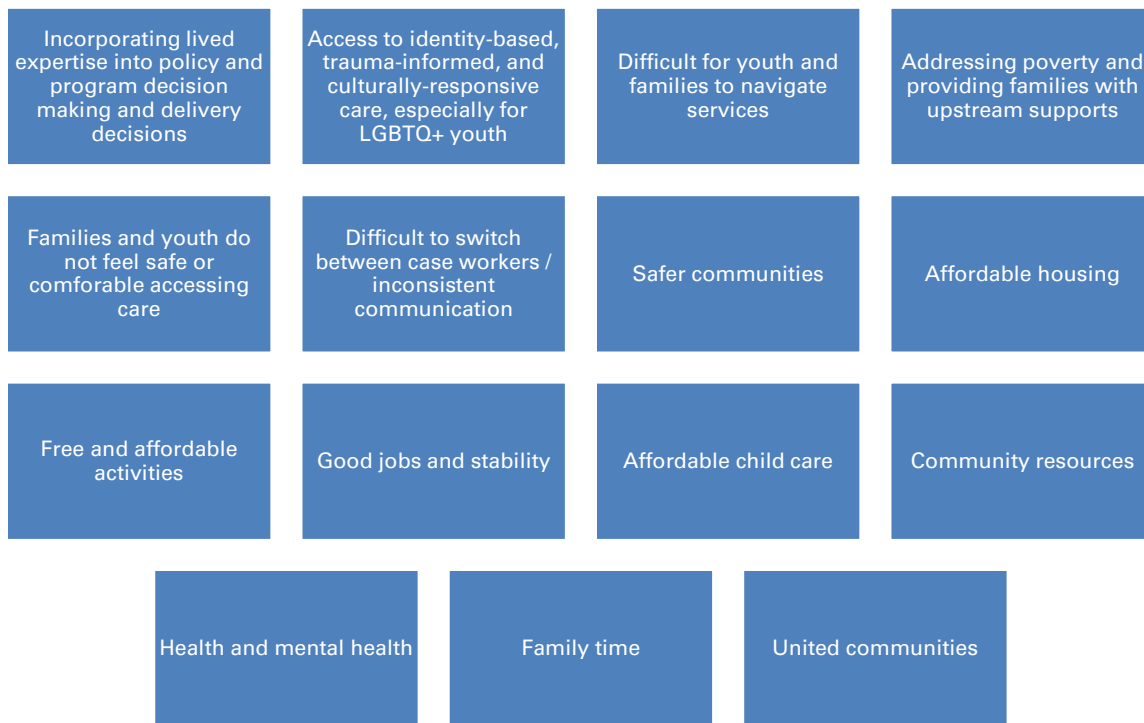 Incorporating lived
expertise into policy and
program decision
making and delivery
decisions
Access to identity-based,
trauma-informed, and
culturally-responsive
care, especially for
LGBTQ+ youth
Difficult for youth and
families to navigate
services
Addressing poverty and
providing families with
upstream supports
Families and youth do
not feel safe or
comforable accessing
care
Difficult to switch
between case workers /
inconsistent
communication
Safer communities
Affordable housing
Free and affordable
activities
Good jobs and stability
Affordable child care
Community resources
Health and mental health
Family time
United communities